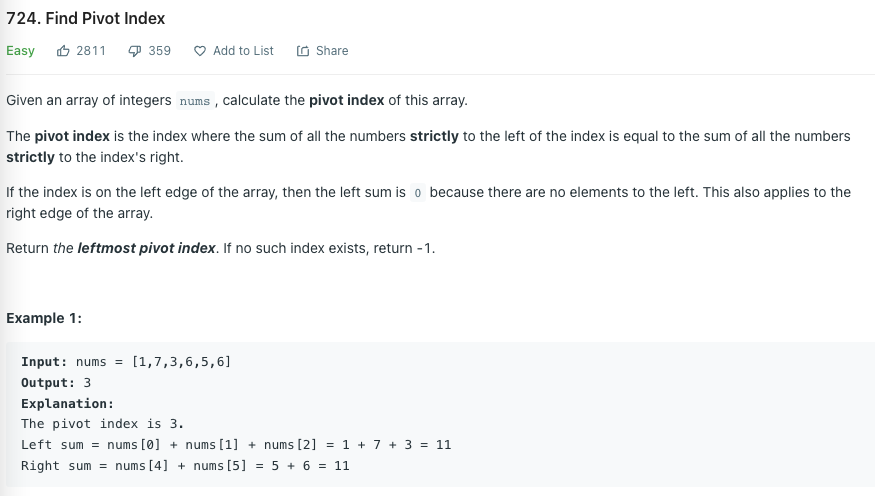 724. Find Pivot Index
Easy 2811 359 Add to List Share
Given an array of integers nums , calculate the pivot index of this array.
The pivot index is the index where the sum of all the numbers strictly to the left of the index is equal to the sum of all the numbers
strictly to the index's right.
If the index is on the left edge of the array, then the left sum is 0 because there are no elements to the left. This also applies to the
right edge of the array.
Return the leftmost pivot index. If no such index exists, return -1.
Example 1:
Input: nums = [1,7,3,6,5,6]
Output: 3
Explanation:
The pivot index is 3.
Left sum = nums[0] + nums[1] + nums[2] = 1 + 7 + 3 = 11
Right sum = nums[4] + nums[5] = 5 + 6 = 11